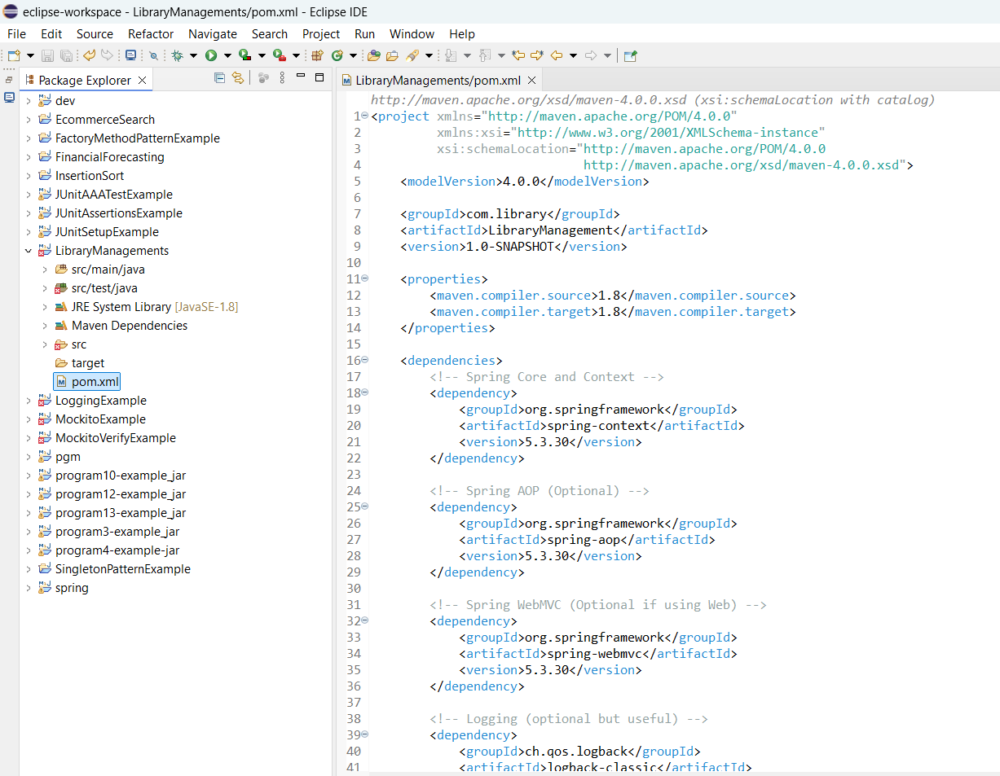 eclipse-workspace - LibraryManagements/pom.xml - Eclipse IDE
File Edit Source Refactor Navigate Search Project Run Window Help
Package Explorer
dev
EcommerceSearch
FactoryMethodPatternExample
FinancialForecasting
InsertionSort
JUnitAAATestExample
JUnitAssertionsExample
JUnitSetupExample
LibraryManagements
src/main/java
src/test/java
JRE System Library [JavaSE-1.8]
Maven Dependencies
src
target
pom.xml
LoggingExample
MockitoExample
MockitoVerifyExample
pgm
program10-example_jar
program12-example_jar
program13-example_jar
program3-example_jar
program4-example-jar
SingletonPatternExample
spring
LibraryManagements/pom.xml
http://maven.apache.org/xsd/maven-4.0.0.xsd (xsi:schemaLocation with catalog)
1 <project xmlns="http://maven.apache.org/POM/4.0.0"
2 xmlns:xsi="http://www.w3.org/2001/XMLSchema-instance"
3 xsi:schemaLocation="http://maven.apache.org/POM/4.0.0
4 http://maven.apache.org/xsd/maven-4.0.0.xsd">
5 <modelVersion>4.0.0</modelVersion>
6
7 <groupId>com.library</groupId>
8 <artifactId>LibraryManagement</artifactId>
9 <version>1.0-SNAPSHOT</version>
10
11 <properties>
12 <maven.compiler.source>1.8</maven.compiler.source>
13 <maven.compiler.target>1.8</maven.compiler.target>
14 </properties>
15
16 <dependencies>
17 <!-- Spring Core and Context -->
18 <dependency>
19 <groupId>org.springframework</groupId>
20 <artifactId>spring-context</artifactId>
21 <version>5.3.30</version>
22 </dependency>
23
24 <!-- Spring AOP (Optional) -->
25 <dependency>
26 <groupId>org.springframework</groupId>
27 <artifactId>spring-aop</artifactId>
28 <version>5.3.30</version>
29 </dependency>
30
31 <!-- Spring WebMVC (Optional if using Web) -->
32 <dependency>
33 <groupId>org.springframework</groupId>
34 <artifactId>spring-webmvc</artifactId>
35 <version>5.3.30</version>
36 </dependency>
37
38 <!-- Logging (optional but useful) -->
39 <dependency>
40 <groupId>ch.qos.logback</groupId>
41 <artifactId>logback-classic</artifactId>